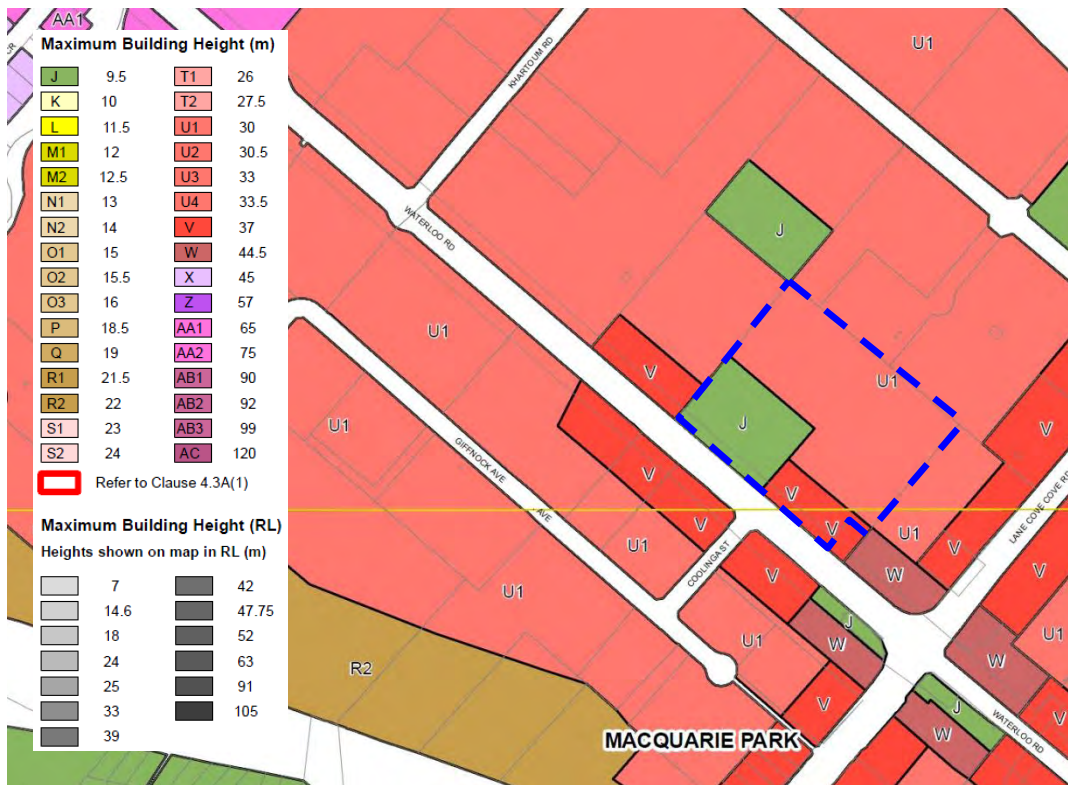 AA1
CR
Maximum Building Height (m)
J 9.5 T1 26
K 10 T2 27.5
L 11.5 U1 30
M1 12 U2 30.5
M2 12.5 U3 33
N1 13 U4 33.5
N2 14 V 37
O1 15 W 44.5
O2 15.5 X 45
O3 16 Z 57
P 18.5 AA1 65
Q 19 AA2 75
R1 21.5 AB1 90
R2 22 AB2 92
S1 23 AB3 99
S2 24 AC 120
Refer to Clause 4.3A(1)
Maximum Building Height (RL)
Heights shown on map in RL (m)
7 42
14.6 47.75
18 52
24 63
25 91
33 105
39
U1
KHARTOUM RD
WATERLOO RD
J
U1
V
U1
J
V
U1
GIFFNOCK AVE
V
V
LANE COVE COVE RD
AVE
V
V
U1
V
V
U1
COOLINGA ST
V
W
V
U1
J
U1
U1
W
W
R2
V
J
V
WATERLOO RD
W
MACQUARIE PARK